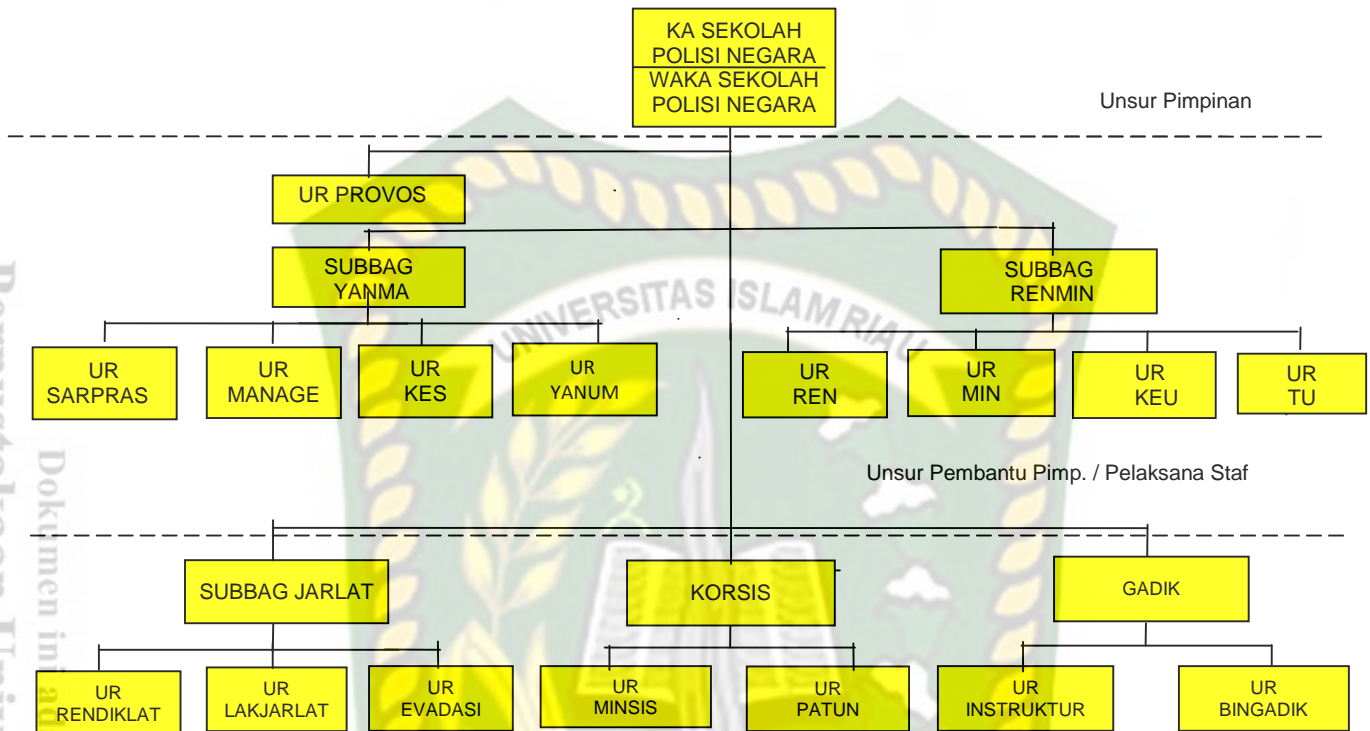 KA SEKOLAH
POLISI NEGARA
WAKA SEKOLAH
POLISI NEGARA
Unsur Pimpinan
UR PROVOS
SUBBAG
YANMA
SUBBAG
RENMIN
UNIVERSITAS ISLAM RIAU
UR
SARPRAS
UR
MANAGE
UR
KES
UR
YANUM
UR
REN
UR
MIN
UR
KEU
UR
TU
Unsur Pembantu Pimp. / Pelaksana Staf
SUBBAG JARLAT
KORSIS
GADIK
UR
RENDIKLAT
UR
LAKJARLAT
UR
EVADASI
UR
MINSIS
UR
PATUN
UR
INSTRUKTUR
UR
BINGADIK
Dokumen ini